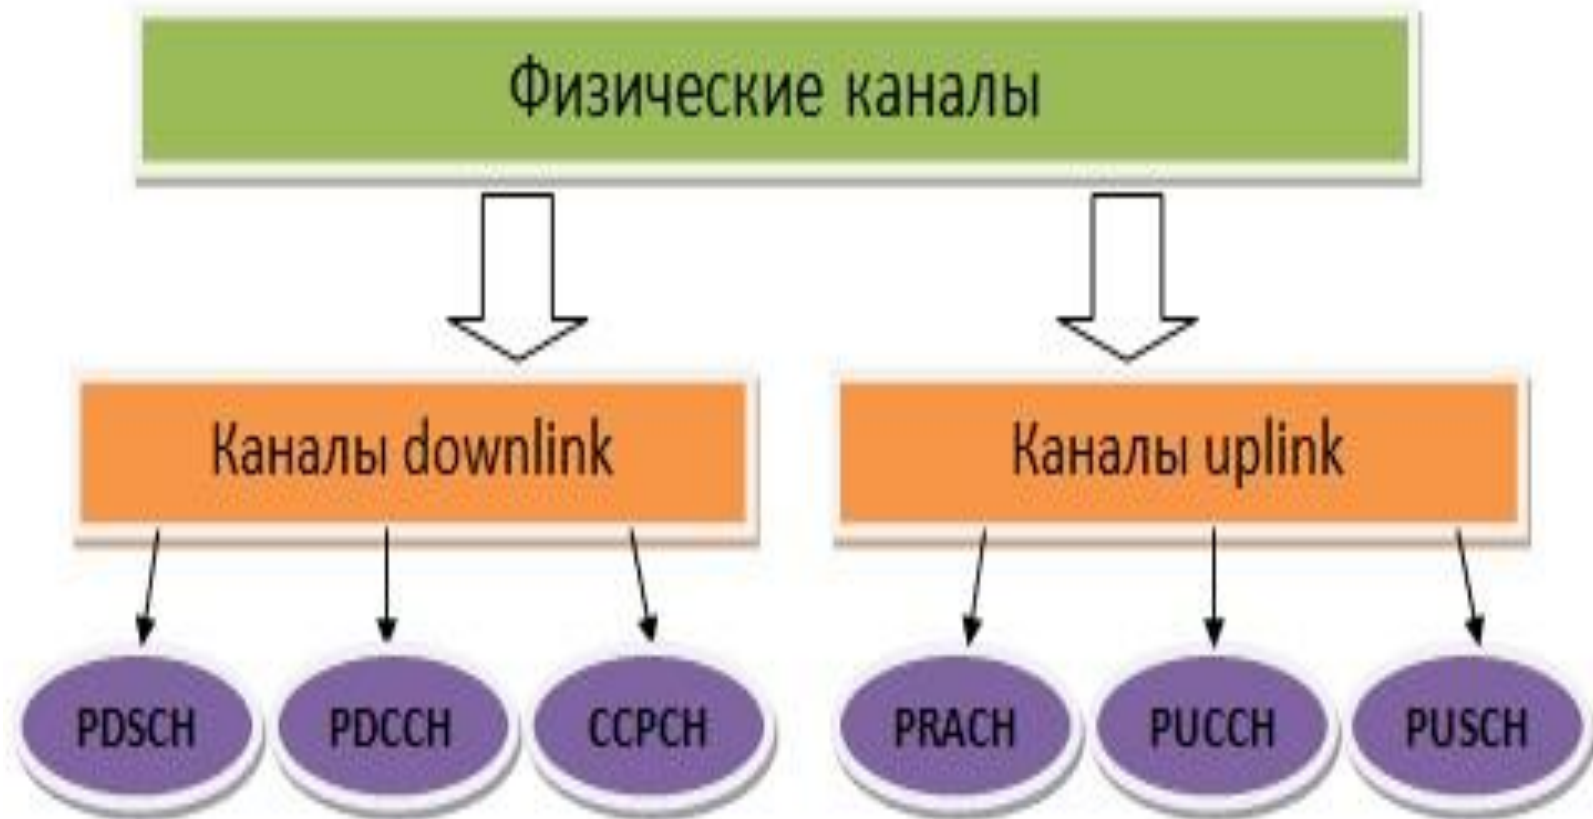 Физические каналы
Каналы downlink
Каналы uplink
PDSCH
PDCCH
CCPCH
PRACH
PUCCH
PUSCH